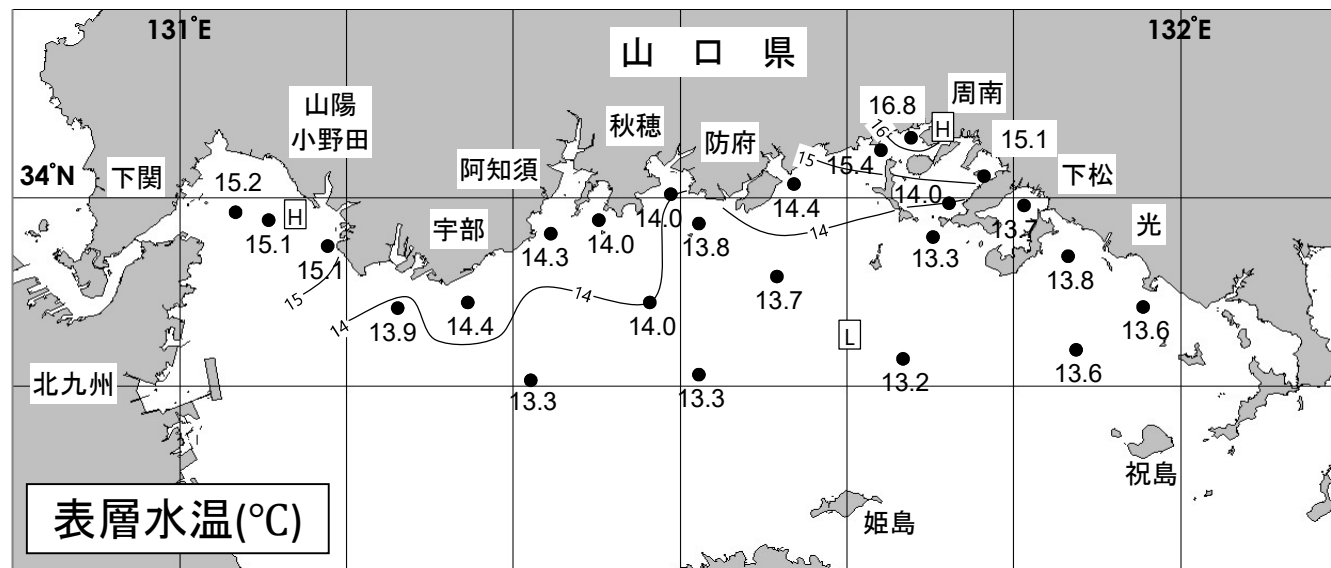 131°E
132°E
山 口 県
山陽
小野田
秋穂
防府
16.8
周南
H
16
15.1
阿知須
15
15.4
下松
34°N
下関
15.2
H
15.1
宇部
14.3
14.0
14.0
13.8
14.4
14.0
14
13.7
光
15.1
13.3
13.8
15
13.7
14
14
13.9
14.4
14.0
L
13.6
13.2
13.6
北九州
13.3
13.3
祝島
表層水温(℃)
姫島